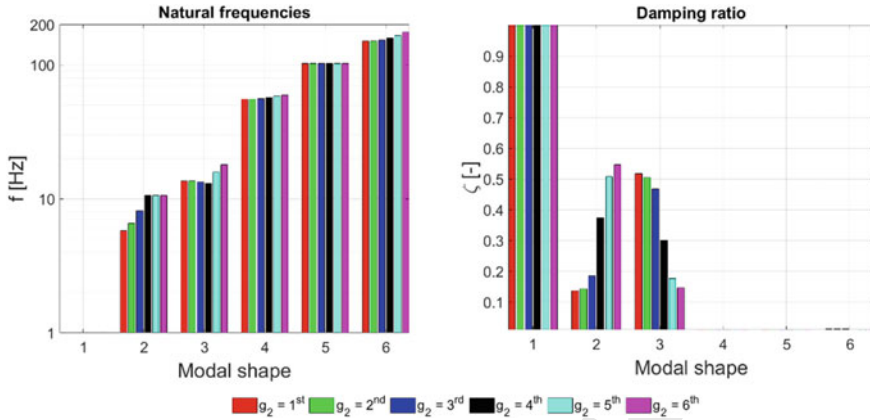 Natural frequencies
200
100
10
1
f [Hz]
1 2 3 4 5 6
Modal shape
Damping ratio
0.9
0.8
0.7
0.6
0.5
0.4
0.3
0.2
0.1
ζ [-]
1 2 3 4 5 6
Modal shape
g₂ = 1ˢᵗ g₂ = 2ⁿᵈ g₂ = 3ʳᵈ g₂ = 4ᵗʰ g₂ = 5ᵗʰ g₂ = 6ᵗʰ